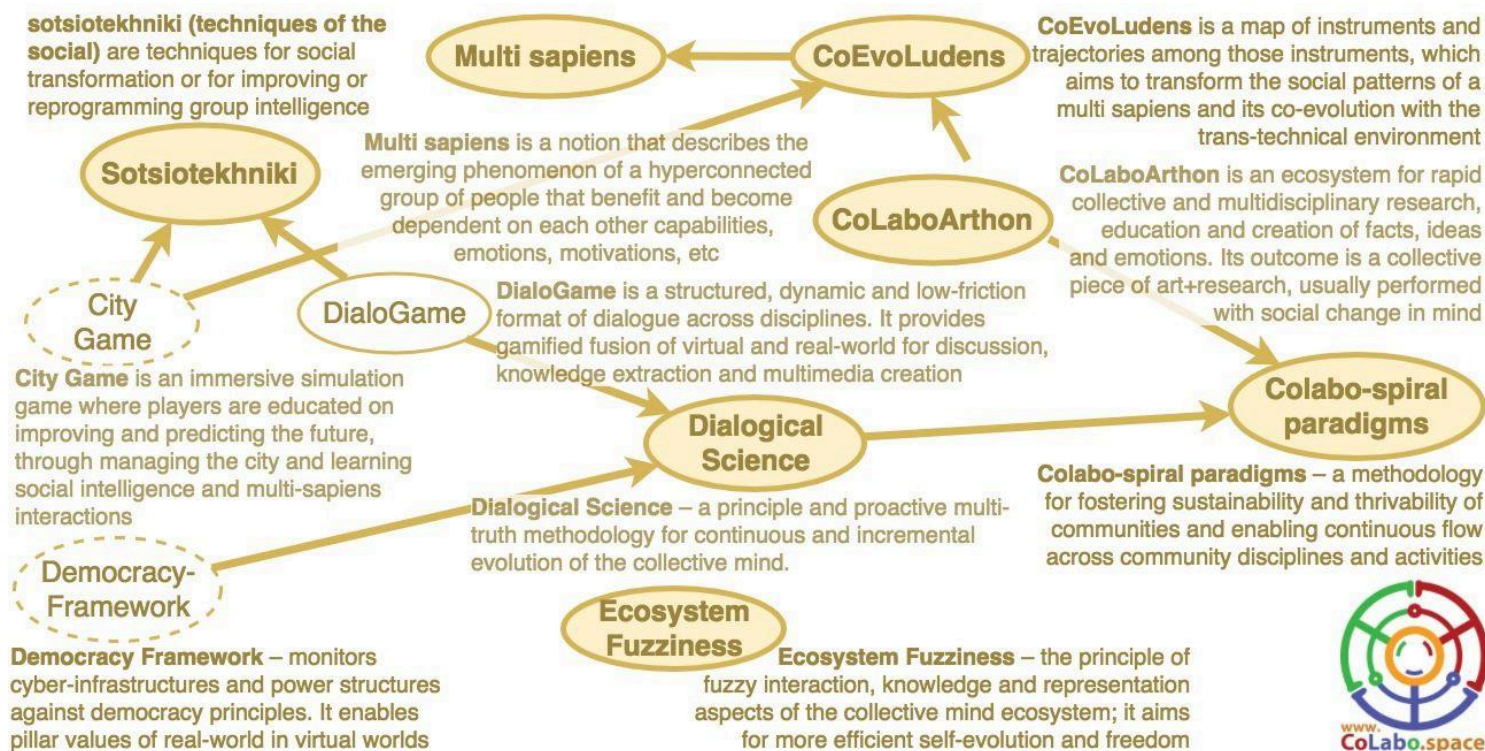 sotsiotekhniki (techniques of the
social) are techniques for social
transformation or for improving or
reprogramming group intelligence
Multi sapiens
CoEvoLudens
CoEvoLudens is a map of instruments and
trajectories among those instruments, which
aims to transform the social patterns of a
multi sapiens and its co-evolution with the
trans-technical environment
Sotsiotekhniki
Multi sapiens is a notion that describes the
emerging phenomenon of a hyperconnected
group of people that benefit and become
dependent on each other capabilities,
emotions, motivations, etc
CoLaboArthon
CoLaboArthon is an ecosystem for rapid
collective and multidisciplinary research,
education and creation of facts, ideas
and emotions. Its outcome is a collective
piece of art+research, usually performed
with social change in mind
City
Game
DialoGame
DialoGame is a structured, dynamic and low-friction
format of dialogue across disciplines. It provides
gamified fusion of virtual and real-world for discussion,
knowledge extraction and multimedia creation
City Game is an immersive simulation
game where players are educated on
improving and predicting the future,
through managing the city and learning
social intelligence and multi-sapiens
interactions
Dialogical
Science
Colabo-spiral
paradigms
Dialogical Science – a principle and proactive multi-
truth methodology for continuous and incremental
evolution of the collective mind.
Colabo-spiral paradigms – a methodology
for fostering sustainability and thrivability of
communities and enabling continuous flow
across community disciplines and activities
Democracy-
Framework
Ecosystem
Fuzziness
Democracy Framework – monitors
cyber-infrastructures and power structures
against democracy principles. It enables
pillar values of real-world in virtual worlds
Ecosystem Fuzziness – the principle of
fuzzy interaction, knowledge and representation
aspects of the collective mind ecosystem; it aims
for more efficient self-evolution and freedom
www.
CoLabo.space